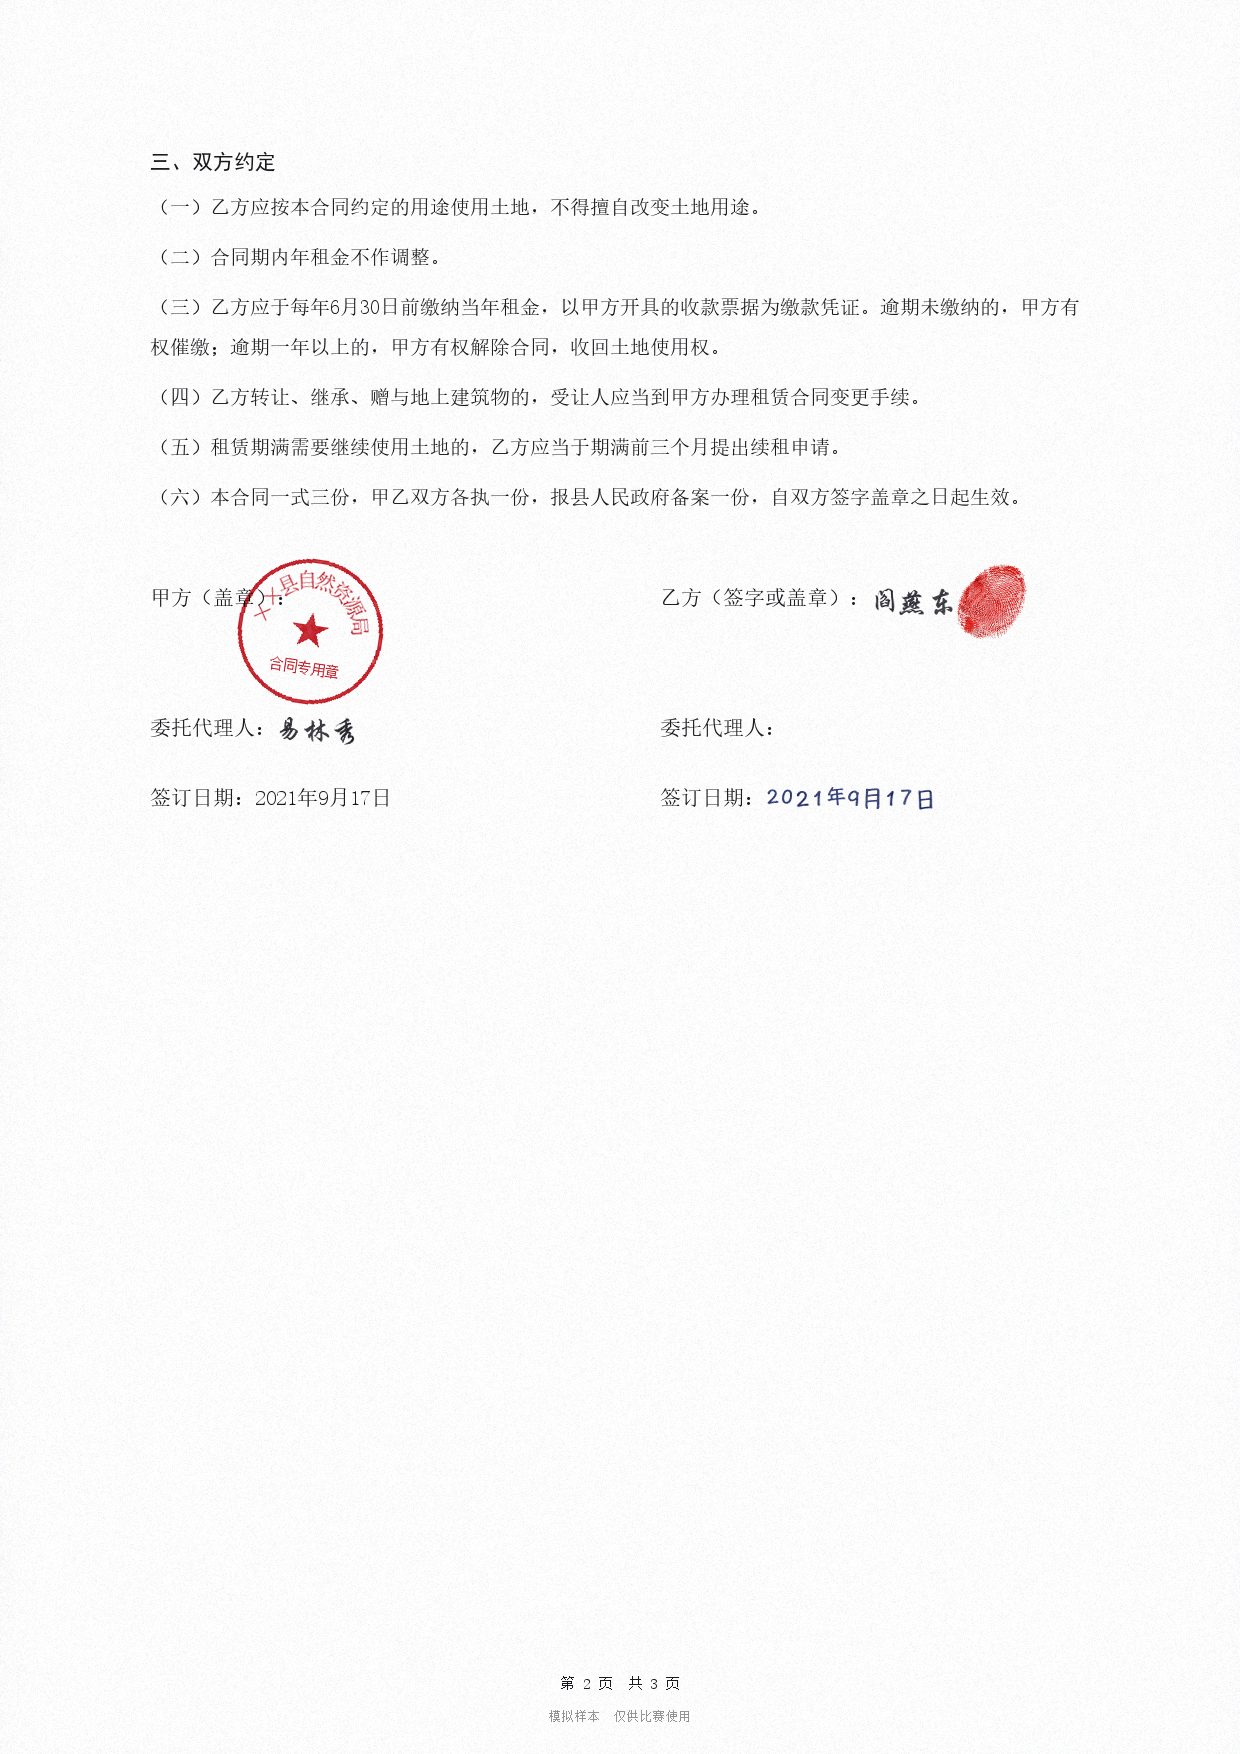 三、双方约定
（一）乙方应按本合同约定的用途使用土地，不得擅自改变土地用途。
（二）合同期内年租金不作调整。
（三）乙方应于每年6月30日前缴纳当年租金，以甲方开具的收款票据为缴款凭证。逾期未缴纳的，甲方有
权催缴；逾期一年以上的，甲方有权解除合同，收回土地使用权。
（四）乙方转让、继承、赠与地上建筑物的，受让人应当到甲方办理租赁合同变更手续。
（五）租赁期满需要继续使用土地的，乙方应当于期满前三个月提出续租申请。
（六）本合同一式三份，甲乙双方各执一份，报县人民政府备案一份，自双方签字盖章之日起生效。
甲方（盖章）：
××县自然资源局
合同专用章
乙方（签字或盖章）：阎燕东
委托代理人：易林秀
委托代理人：
签订日期：2021年9月17日
签订日期：2021年9月17日
第 2 页 共 3 页
模拟样本 仅供比赛使用